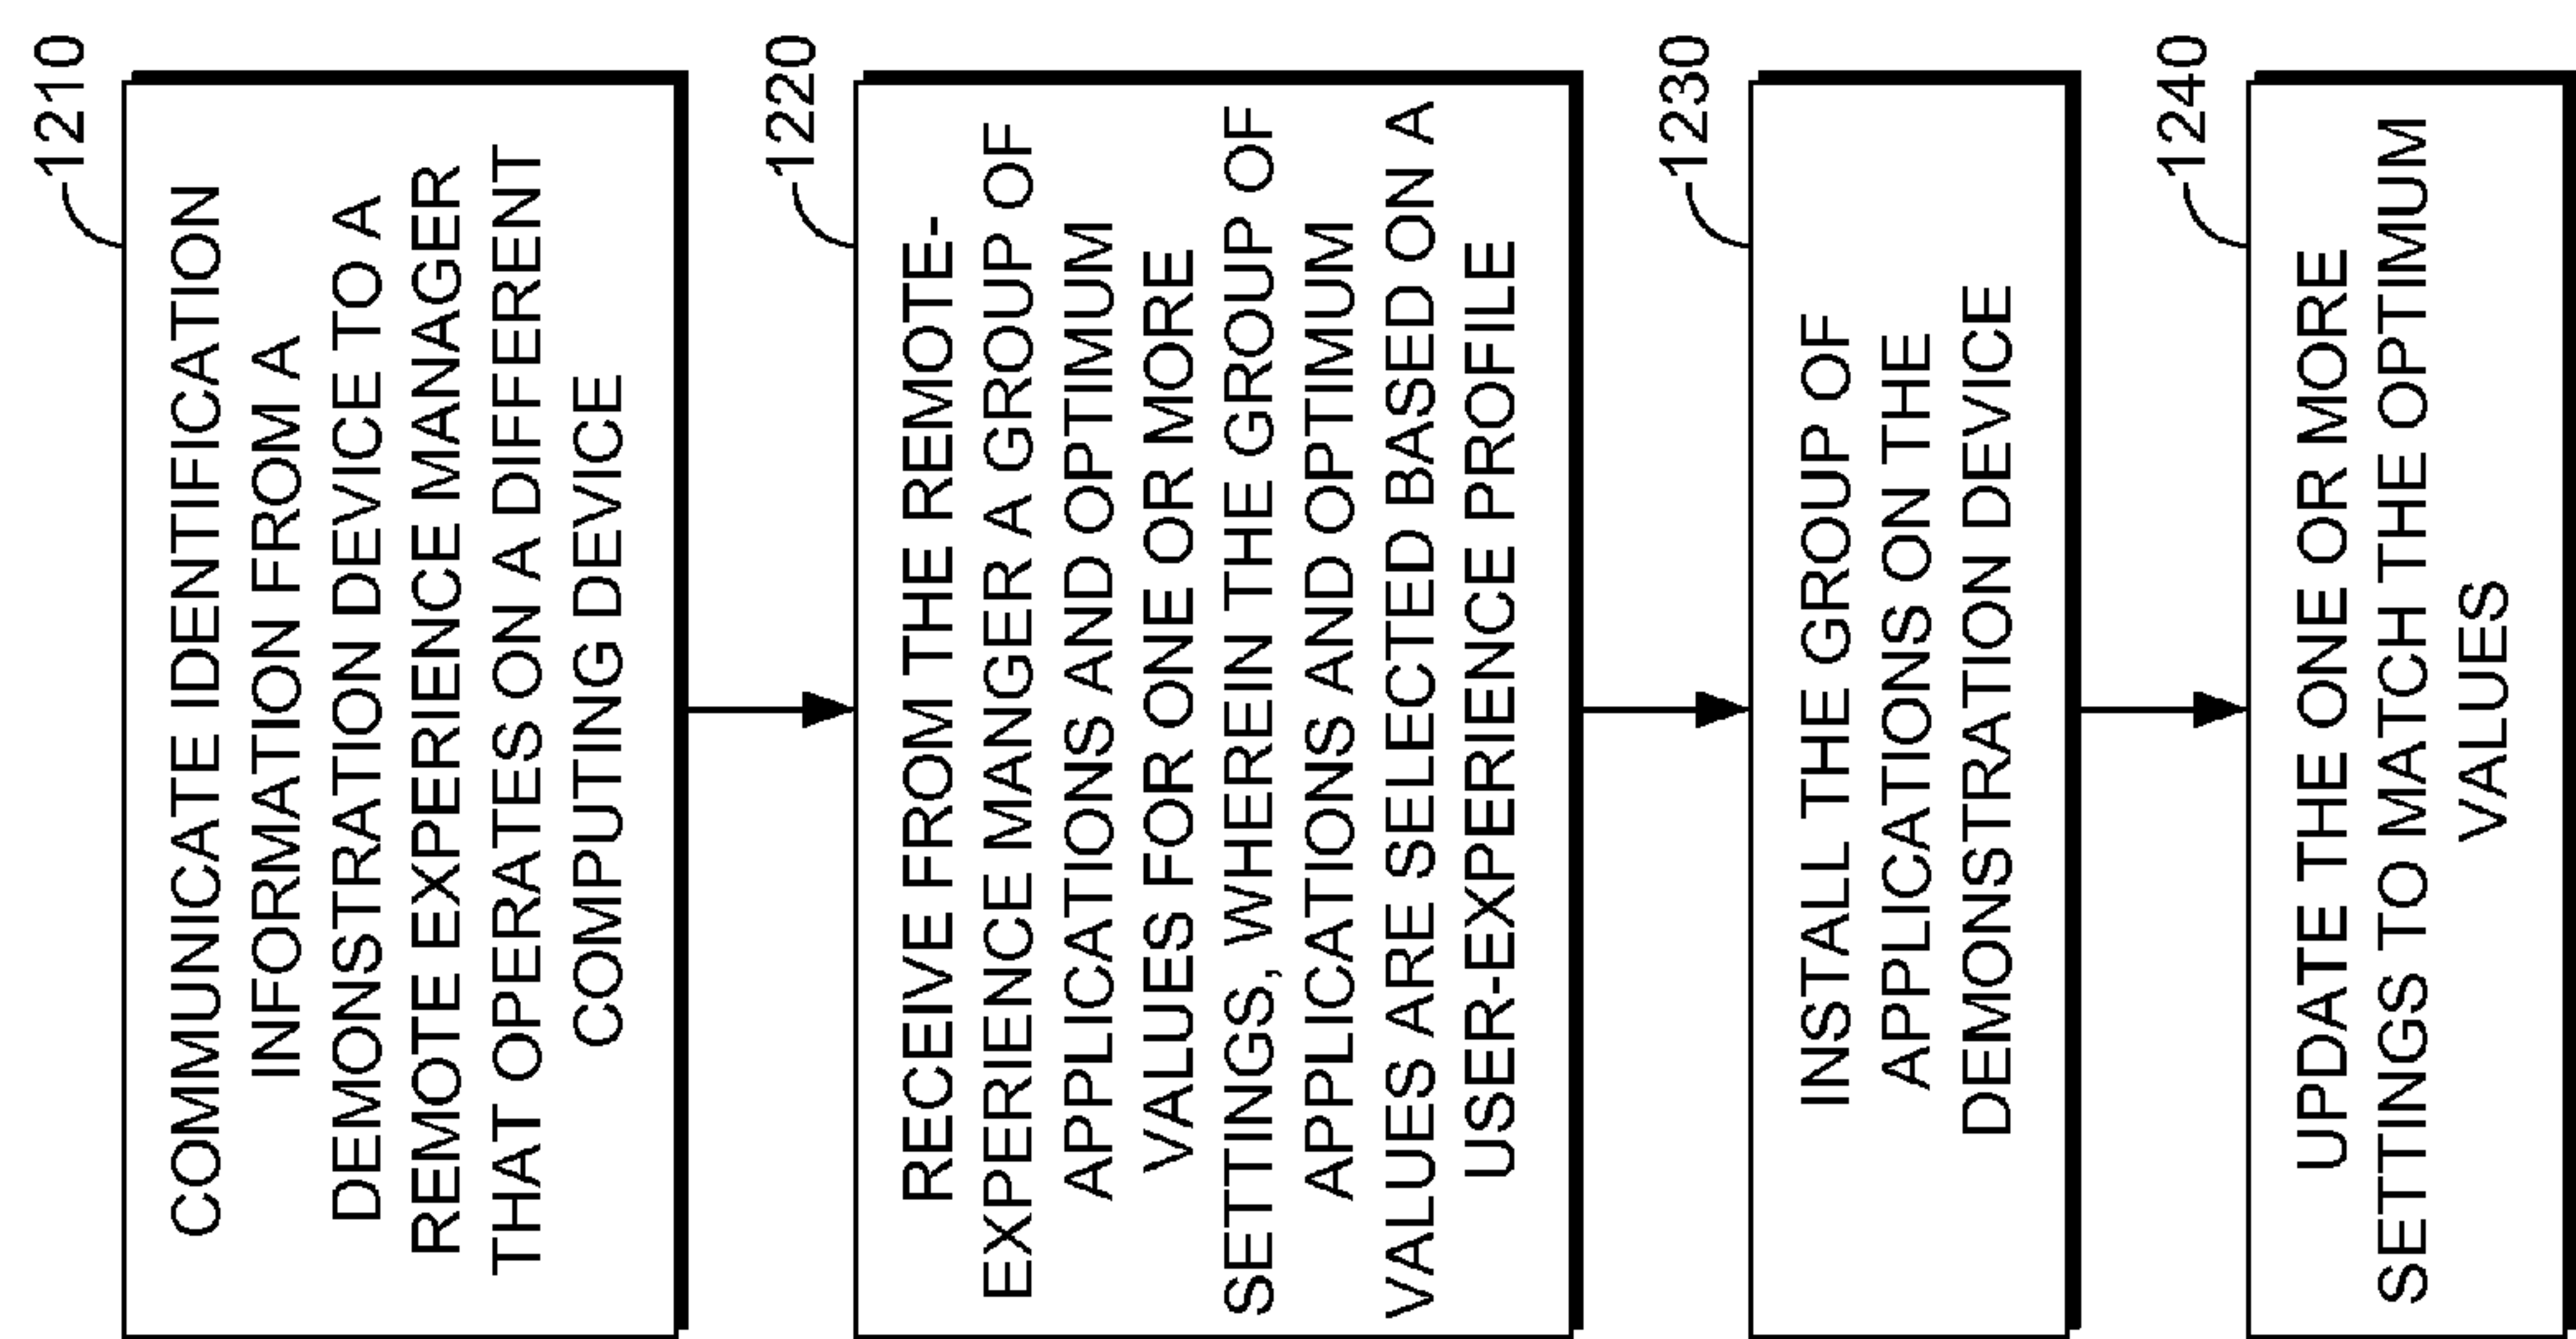 1210
COMMUNICATE IDENTIFICATION
INFORMATION FROM A
DEMONSTRATION DEVICE TO A
REMOTE EXPERIENCE MANAGER
THAT OPERATES ON A DIFFERENT
COMPUTING DEVICE
1220
RECEIVE FROM THE REMOTE-
EXPERIENCE MANGER A GROUP OF
APPLICATIONS AND OPTIMUM
VALUES FOR ONE OR MORE
SETTINGS, WHEREIN THE GROUP OF
APPLICATIONS AND OPTIMUM
VALUES ARE SELECTED BASED ON A
USER-EXPERIENCE PROFILE
1230
INSTALL THE GROUP OF
APPLICATIONS ON THE
DEMONSTRATION DEVICE
1240
UPDATE THE ONE OR MORE
SETTINGS TO MATCH THE OPTIMUM
VALUES